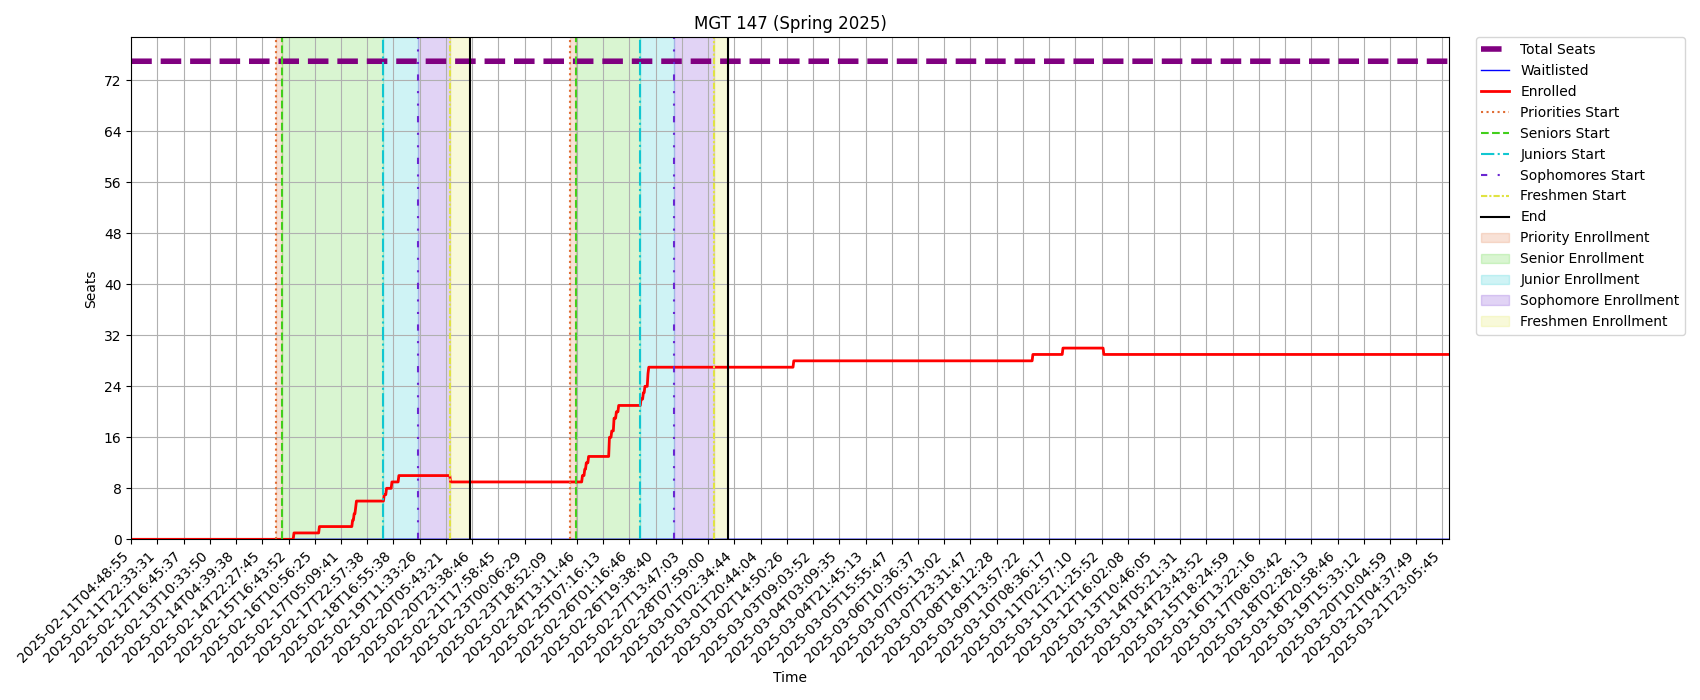 MGT 147 (Spring 2025)
Total Seats
Waitlisted
Enrolled
Priorities Start
Seniors Start
Juniors Start
Sophomores Start
Freshmen Start
End
Priority Enrollment
Senior Enrollment
Junior Enrollment
Sophomore Enrollment
Freshmen Enrollment
Seats
72
64
56
48
40
32
24
16
8
0
2025-02-11T04:48:55
2025-02-11T22:33:31
2025-02-12T16:45:37
2025-02-13T10:33:50
2025-02-14T04:39:38
2025-02-14T22:27:45
2025-02-15T16:43:52
2025-02-16T10:56:25
2025-02-17T05:09:41
2025-02-17T22:57:38
2025-02-18T16:55:38
2025-02-19T11:33:26
2025-02-20T05:43:21
2025-02-20T23:38:46
2025-02-21T17:58:45
2025-02-23T00:06:29
2025-02-23T18:52:09
2025-02-24T13:11:46
2025-02-25T07:16:13
2025-02-26T01:16:46
2025-02-26T19:38:40
2025-02-27T13:47:03
2025-02-28T07:59:00
2025-03-01T02:34:44
2025-03-01T20:44:04
2025-03-02T14:50:26
2025-03-03T09:03:52
2025-03-04T03:09:35
2025-03-04T21:45:13
2025-03-05T15:55:47
2025-03-06T10:36:37
2025-03-07T05:13:02
2025-03-07T23:31:47
2025-03-08T18:12:28
2025-03-09T13:57:22
2025-03-10T08:36:17
2025-03-11T02:57:10
2025-03-11T21:25:52
2025-03-12T16:02:08
2025-03-13T10:46:05
2025-03-14T05:21:31
2025-03-14T23:43:52
2025-03-15T18:24:59
2025-03-16T13:22:16
2025-03-17T08:03:42
2025-03-18T02:28:13
2025-03-18T20:58:46
2025-03-19T15:33:12
2025-03-20T10:04:59
2025-03-21T04:37:49
2025-03-21T23:05:45
Time